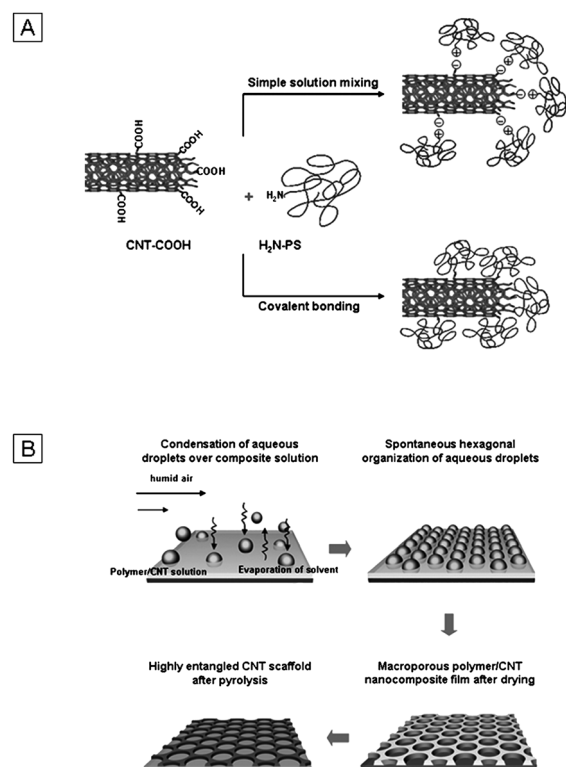 A
Simple solution mixing
COOH
COOH
COOH
COOH
COOH
+
H₂N
CNT-COOH
H₂N-PS
Covalent bonding
B
Condensation of aqueous
droplets over composite solution
Spontaneous hexagonal
organization of aqueous droplets
humid air
Polymer/CNT solution
Evaporation of solvent
Highly entangled CNT scaffold
after pyrolysis
Macroporous polymer/CNT
nanocomposite film after drying